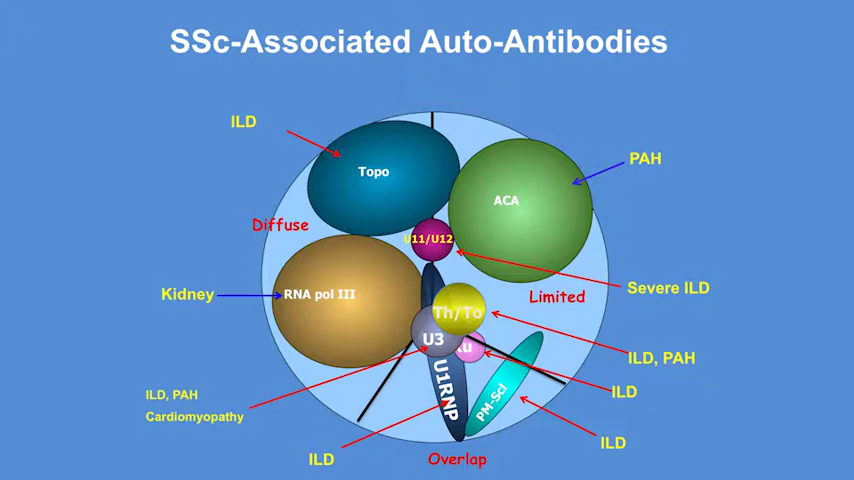 SSc-Associated Auto-Antibodies
ILD
Topo
PAH
ACA
Diffuse
U11/U12
Kidney
RNA pol III
Limited
Severe ILD
Th/To
U3
ILD, PAH
ILD, PAH
Cardiomyopathy
U1RNP
PM-Scl
ILD
ILD
ILD
Overlap